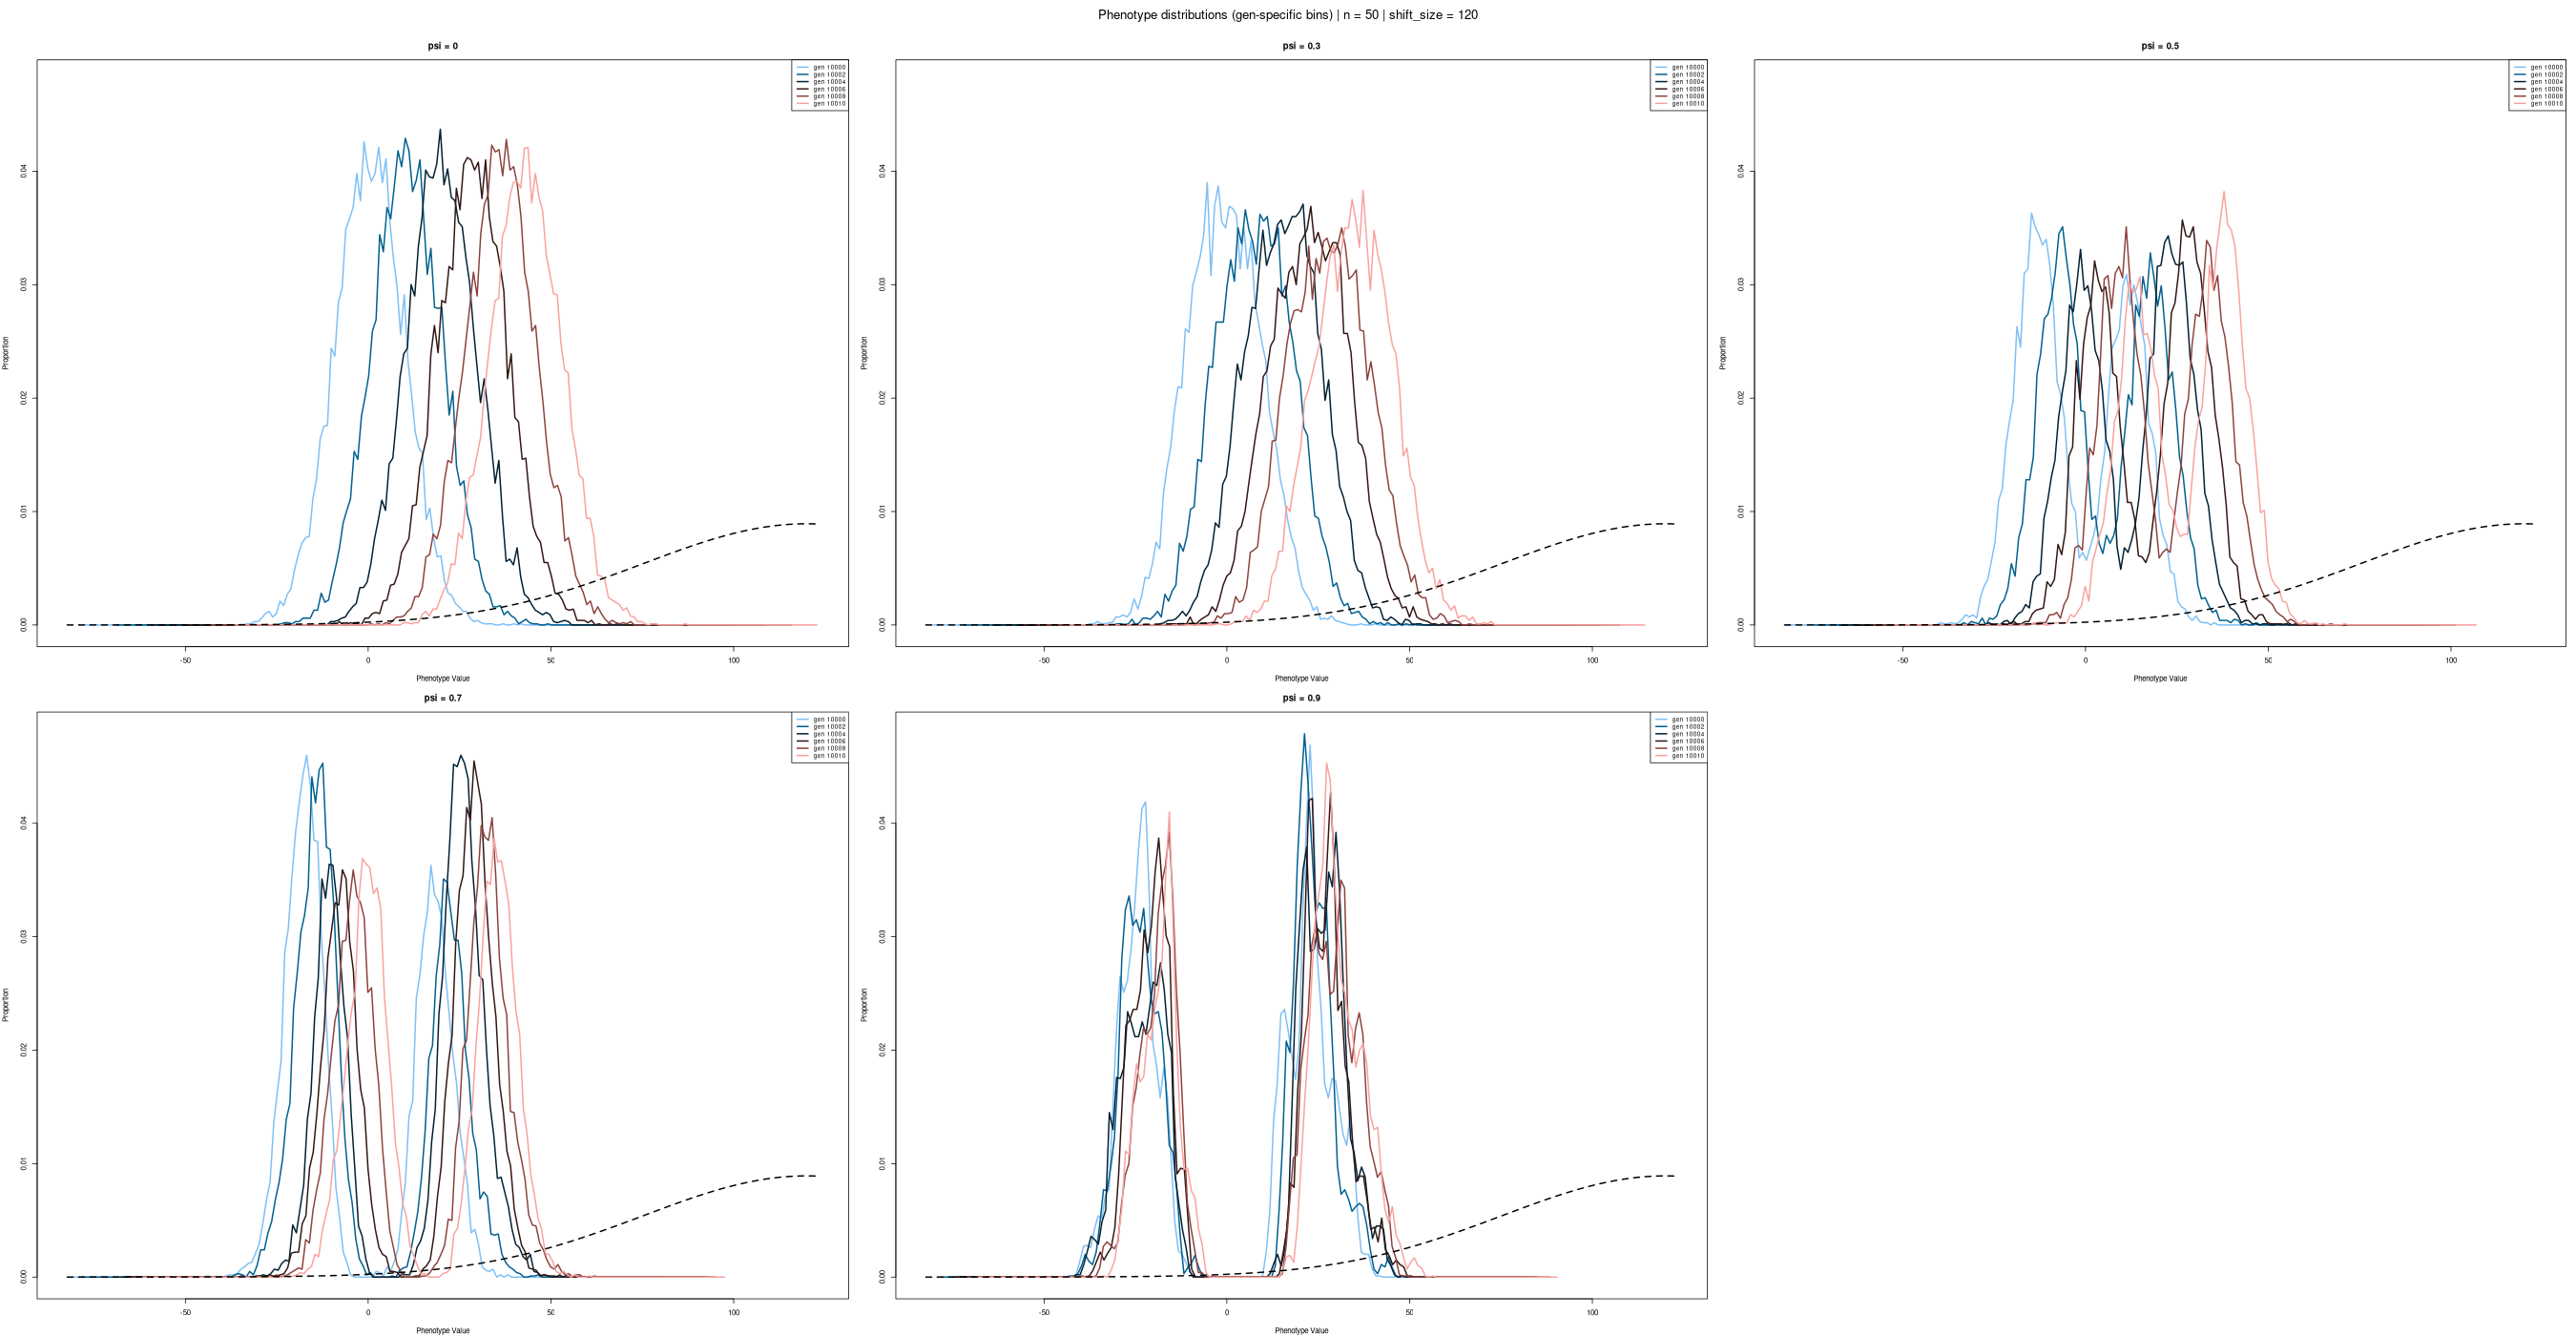 Phenotype distributions (gen-specific bins) | n = 50 | shift_size = 120
psi = 0
gen 10000
gen 10002
gen 10004
gen 10006
gen 10008
gen 10010
Proportion
0.04
0.03
0.02
0.01
0.00
-50 0 50 100
Phenotype Value
psi = 0.3
gen 10000
gen 10002
gen 10004
gen 10006
gen 10008
gen 10010
Proportion
0.04
0.03
0.02
0.01
0.00
-50 0 50 100
Phenotype Value
psi = 0.5
gen 10000
gen 10002
gen 10004
gen 10006
gen 10008
gen 10010
Proportion
0.04
0.03
0.02
0.01
0.00
-50 0 50 100
Phenotype Value
psi = 0.7
gen 10000
gen 10002
gen 10004
gen 10006
gen 10008
gen 10010
Proportion
0.04
0.03
0.02
0.01
0.00
-50 0 50 100
Phenotype Value
psi = 0.9
gen 10000
gen 10002
gen 10004
gen 10006
gen 10008
gen 10010
Proportion
0.04
0.03
0.02
0.01
0.00
-50 0 50 100
Phenotype Value